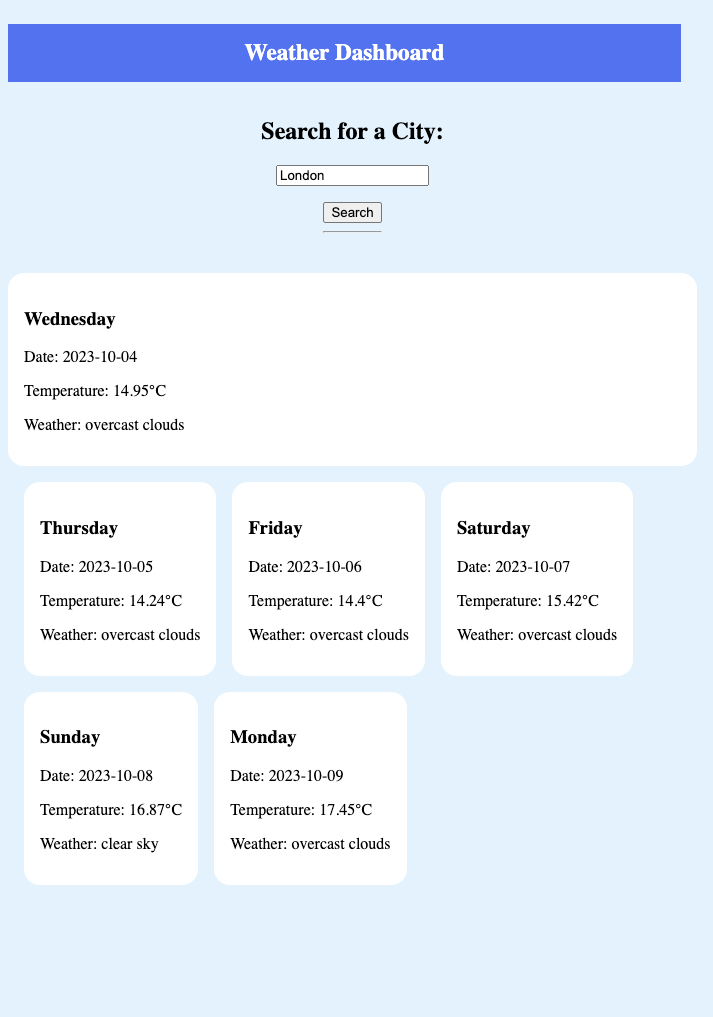 Weather Dashboard
Search for a City:
London
Search
Wednesday
Date: 2023-10-04
Temperature: 14.95°C
Weather: overcast clouds
Thursday
Date: 2023-10-05
Temperature: 14.24°C
Weather: overcast clouds
Friday
Date: 2023-10-06
Temperature: 14.4°C
Weather: overcast clouds
Saturday
Date: 2023-10-07
Temperature: 15.42°C
Weather: overcast clouds
Sunday
Date: 2023-10-08
Temperature: 16.87°C
Weather: clear sky
Monday
Date: 2023-10-09
Temperature: 17.45°C
Weather: overcast clouds